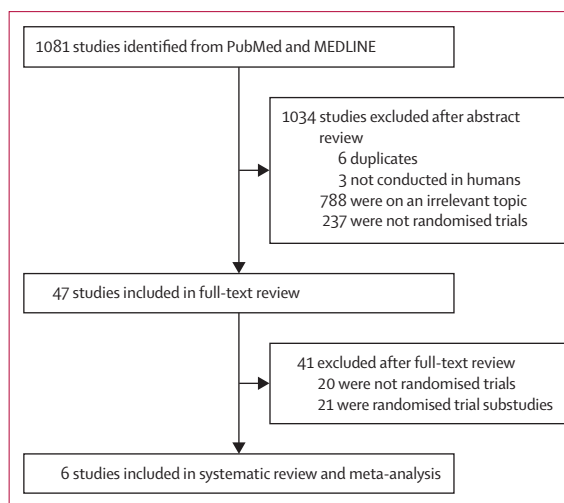 1081 studies identified from PubMed and MEDLINE
1034 studies excluded after abstract
review
6 duplicates
3 not conducted in humans
788 were on an irrelevant topic
237 were not randomised trials
47 studies included in full-text review
41 excluded after full-text review
20 were not randomised trials
21 were randomised trial substudies
6 studies included in systematic review and meta-analysis